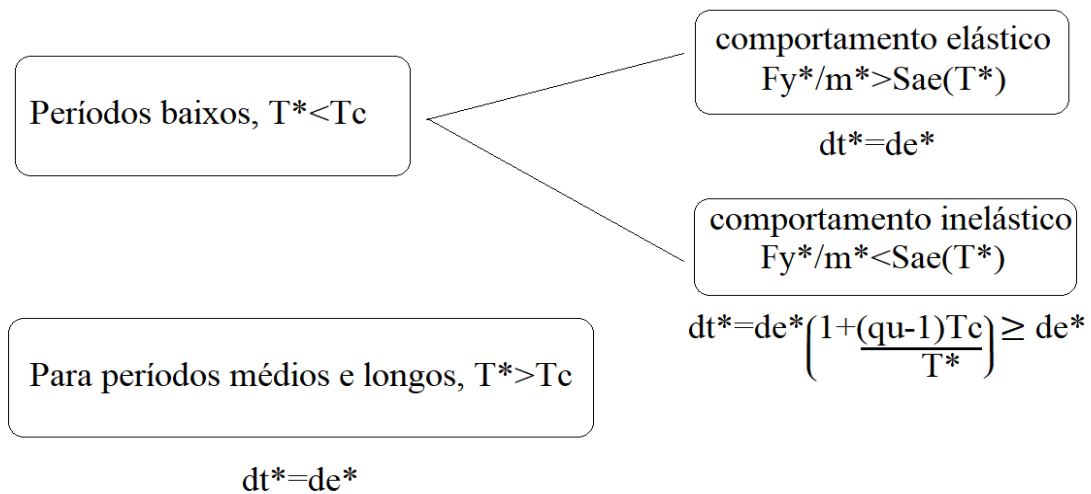 Períodos baixos, T*<Tc
comportamento elástico
Fy*/m*>Sae(T*)
dt*=de*
comportamento inelástico
Fy*/m*<Sae(T*)
dt*=de*(1+(qu-1)Tc/T*)≥ de*
Para períodos médios e longos, T*>Tc
dt*=de*